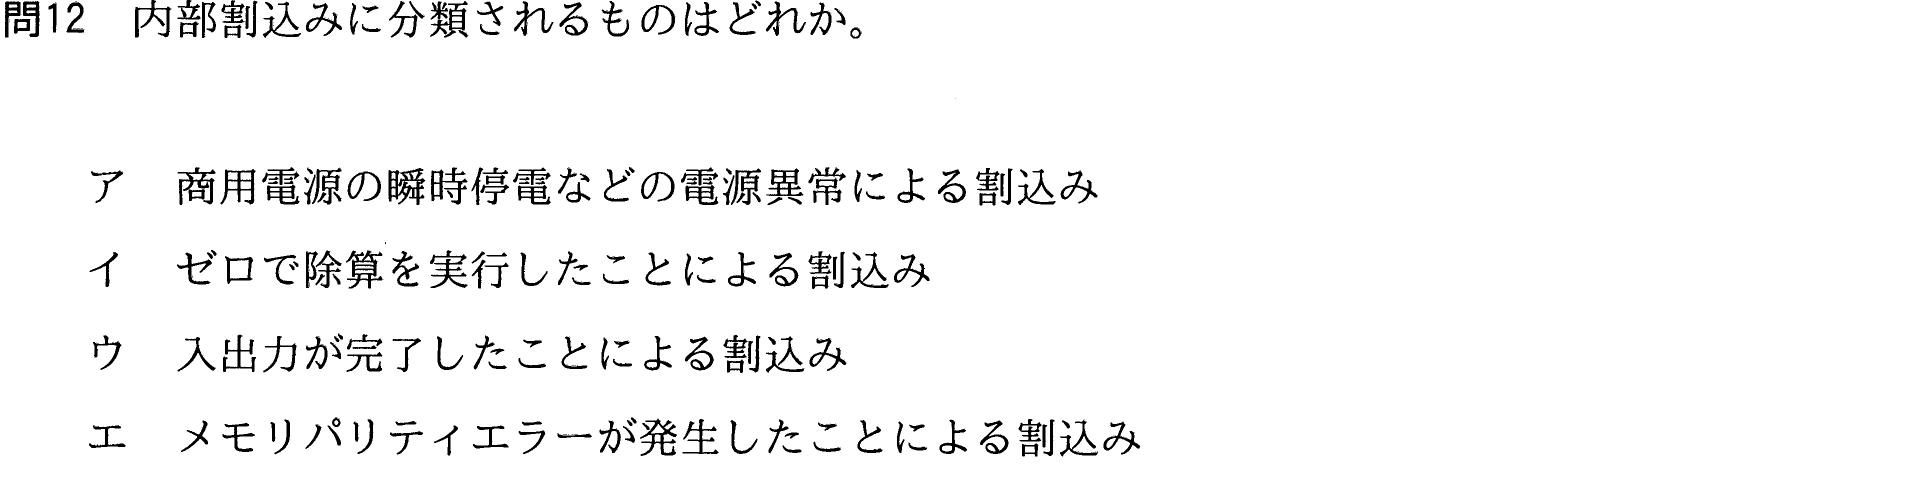 問12　内部割込みに分類されるものはどれか。
ア　商用電源の瞬時停電などの電源異常による割込み
イ　ゼロで除算を実行したことによる割込み
ウ　入出力が完了したことによる割込み
エ　メモリパリティエラーが発生したことによる割込み